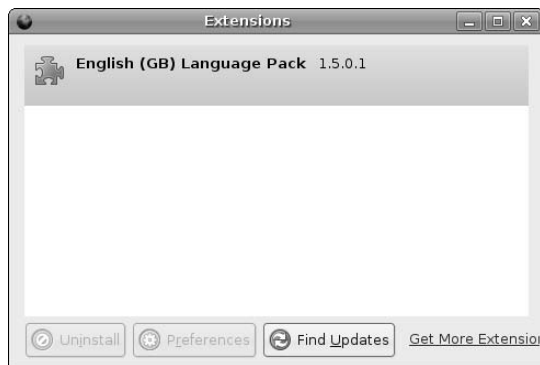 Extensions
English (GB) Language Pack 1.5.0.1
Uninstall Preferences Find Updates Get More Extensio